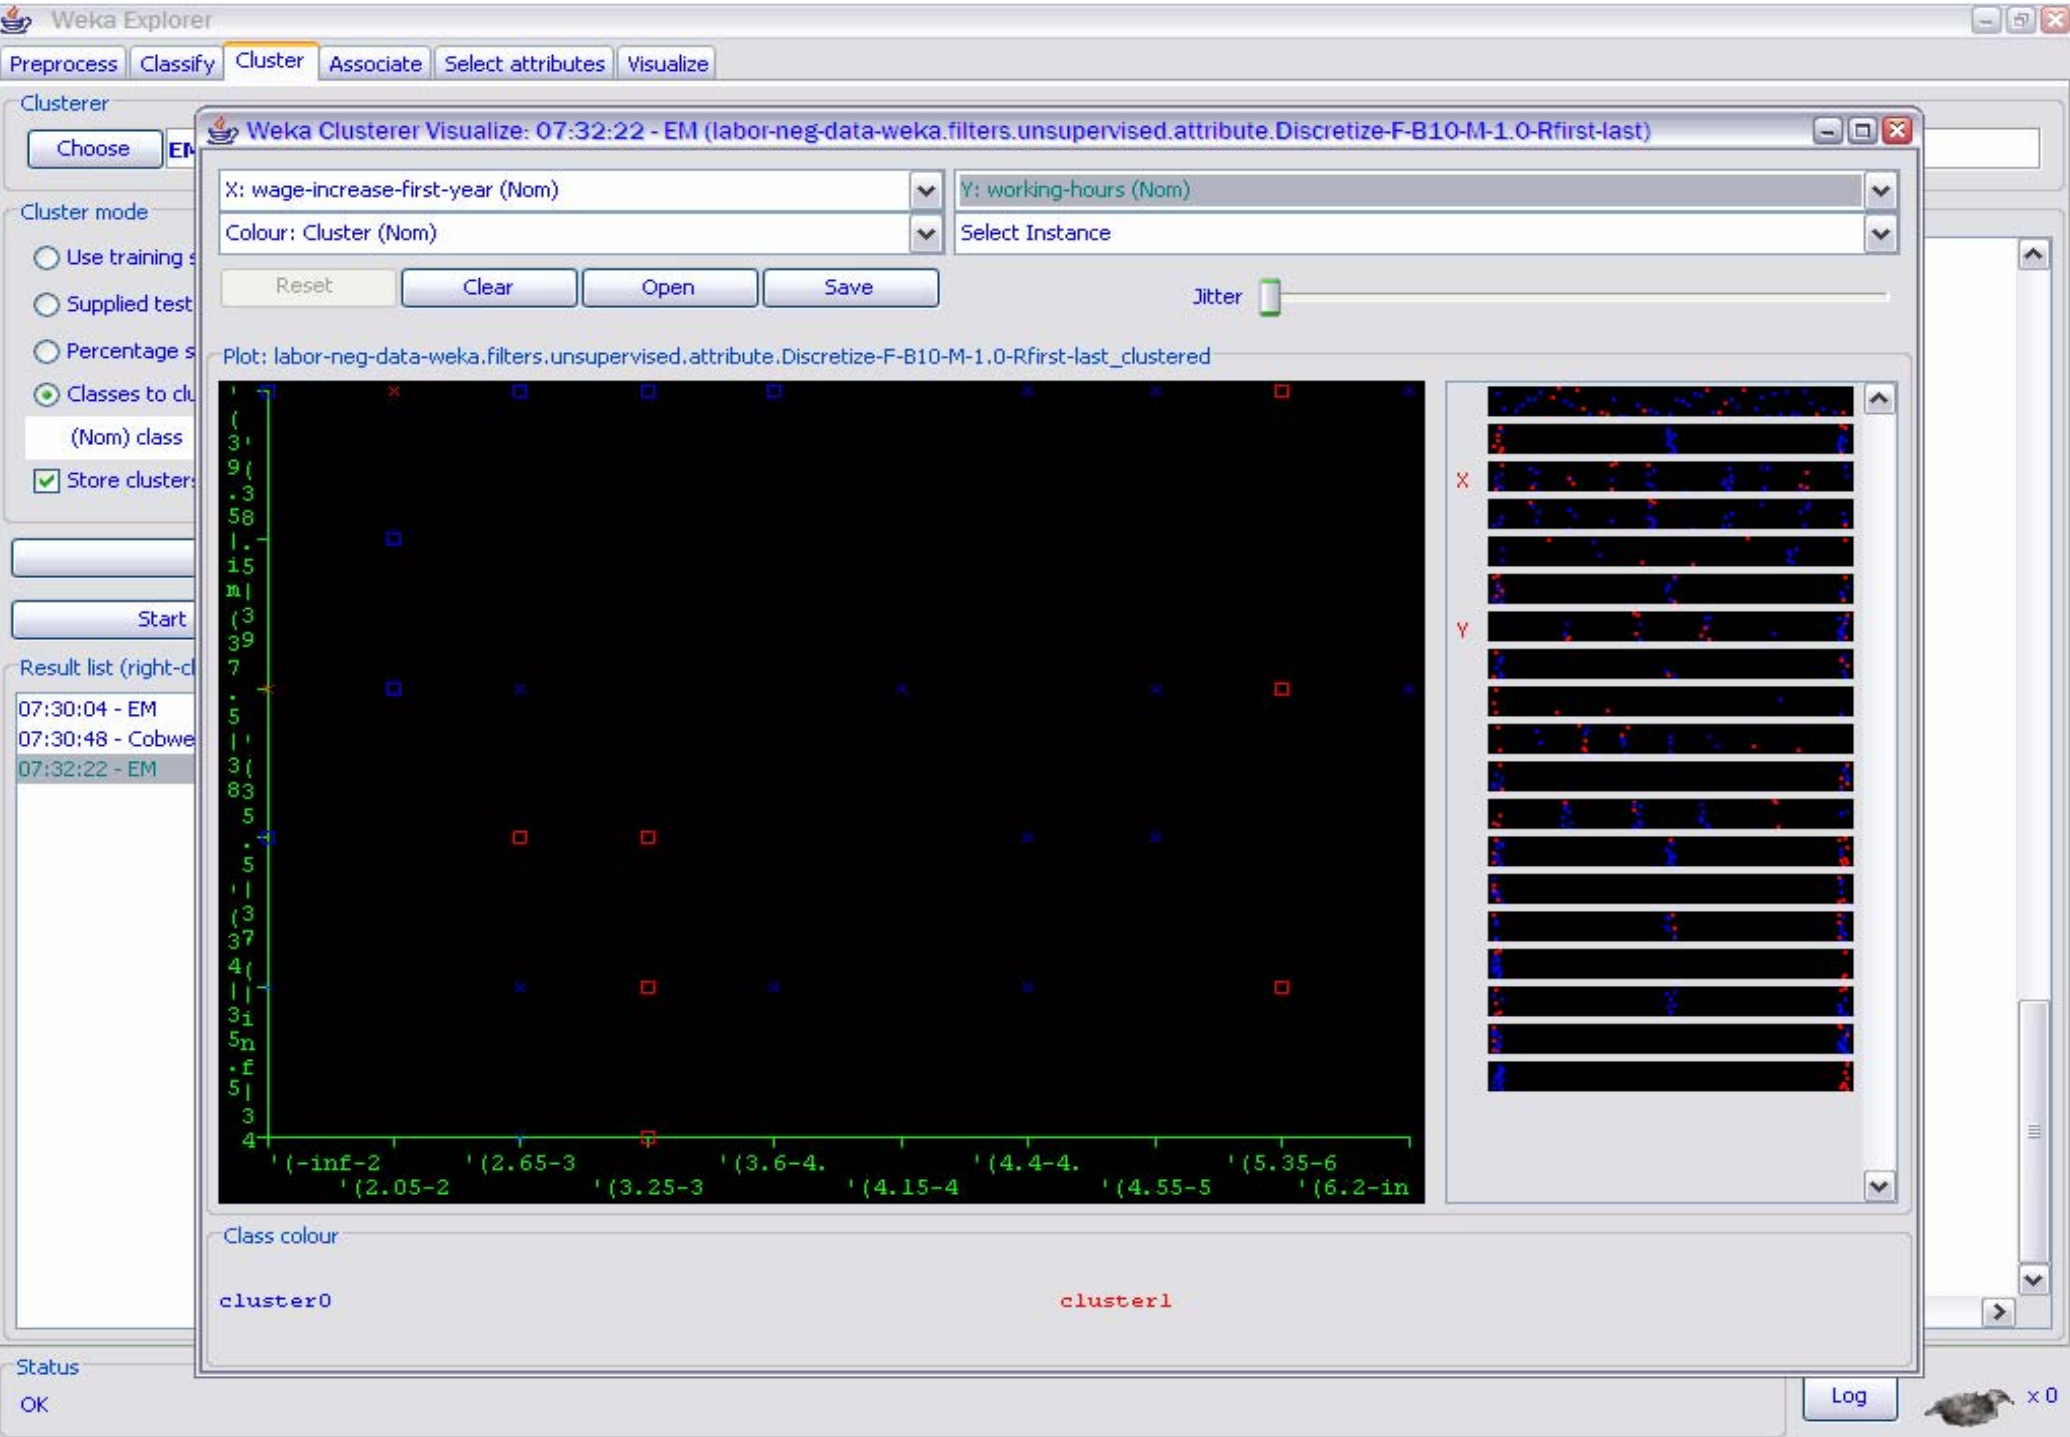 Weka Explorer
Preprocess Classify Cluster Associate Select attributes Visualize
Clusterer
Choose EM
Weka Clusterer Visualize: 07:32:22 - EM (labor-neg-data-weka.filters.unsupervised.attribute.Discretize-F-B10-M-1.0-Rfirst-last)
X: wage-increase-first-year (Nom) Y: working-hours (Nom)
Colour: Cluster (Nom) Select Instance
Reset Clear Open Save Jitter
Cluster mode
Use training s
Supplied test
Percentage s
Classes to clu
(Nom) class
Store clusters
Start
Result list (right-cl
07:30:04 - EM
07:30:48 - Cobwe
07:32:22 - EM
Plot: labor-neg-data-weka.filters.unsupervised.attribute.Discretize-F-B10-M-1.0-Rfirst-last_clustered
X
Y
'(-inf-2 '(2.65-3 '(3.6-4. '(4.4-4. '(5.35-6
'(2.05-2 '(3.25-3 '(4.15-4 '(4.55-5 '(6.2-in
Class colour
cluster0 cluster1
Status
OK
Log x 0